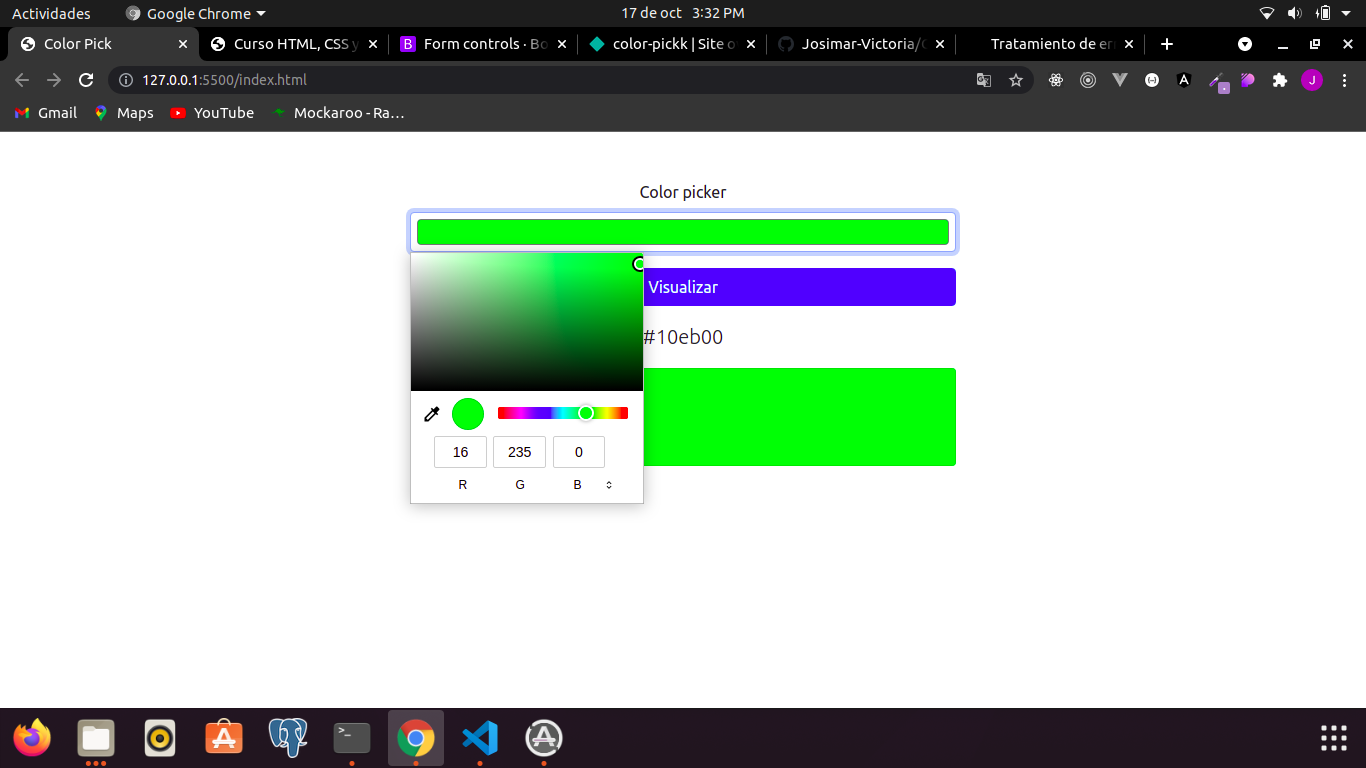 Actividades Google Chrome 17 de oct 3:32 PM
Color Pick Curso HTML, CSS y Form controls · Bo color-pickk | Site o Josimar-Victoria/ Tratamiento de er
127.0.0.1:5500/index.html J
Gmail Maps YouTube Mockaroo - Ra…
Color picker
Visualizar
#10eb00
16 235 0
R G B